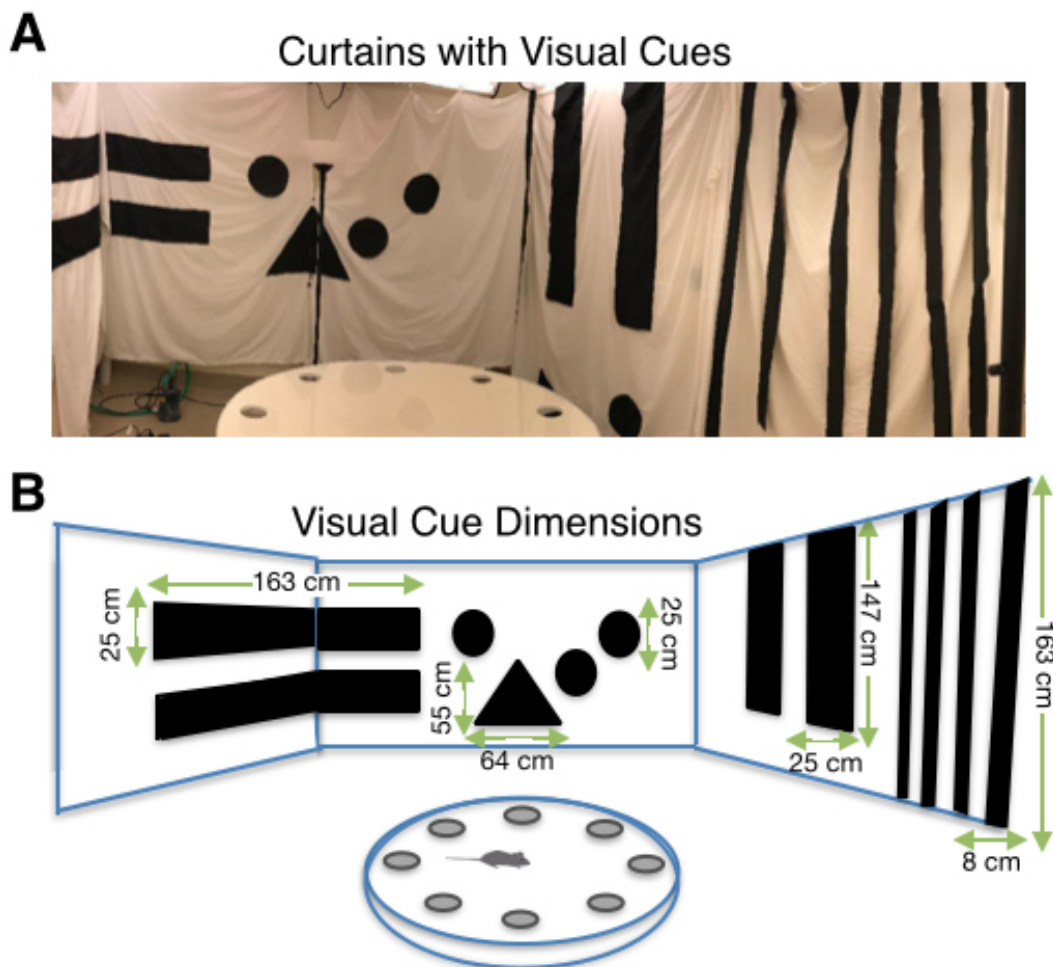 A
Curtains with Visual Cues
B
Visual Cue Dimensions
163 cm
25 cm
25 cm
55 cm
64 cm
147 cm
25 cm
163 cm
8 cm